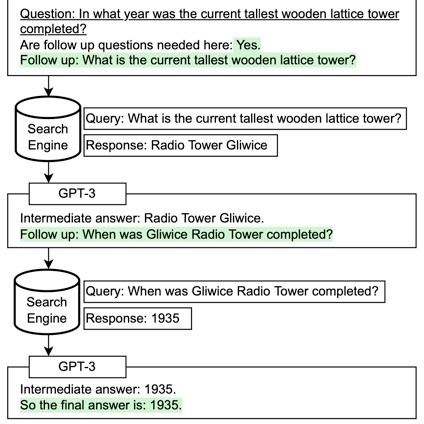 Question: In what year was the current tallest wooden lattice tower
completed?
Are follow up questions needed here: Yes.
Follow up: What is the current tallest wooden lattice tower?
Search
Engine
Query: What is the current tallest wooden lattice tower?
Response: Radio Tower Gliwice
GPT-3
Intermediate answer: Radio Tower Gliwice.
Follow up: When was Gliwice Radio Tower completed?
Search
Engine
Query: When was Gliwice Radio Tower completed?
Response: 1935
GPT-3
Intermediate answer: 1935.
So the final answer is: 1935.